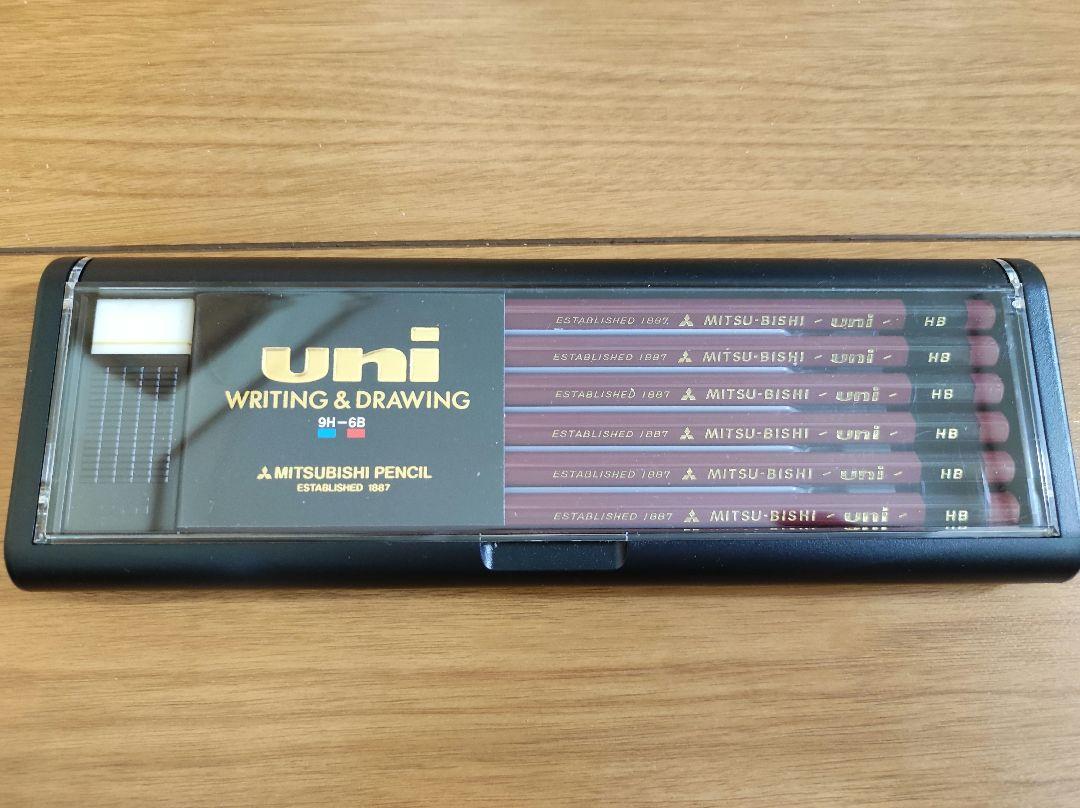 uni
WRITING & DRAWING
9H-6B
MITSUBISHI PENCIL
ESTABLISHED 1887
ESTABLISHED 1887 MITSU-BISHI - uni - HB
ESTABLISHED 1887 MITSU-BISHI - uni - HB
ESTABLISHED 1887 MITSU-BISHI - uni - HB
ESTABLISHED 1887 MITSU-BISHI - uni - HB
ESTABLISHED 1887 MITSU-BISHI - uni - HB
ESTABLISHED 1887 MITSU-BISHI - uni - HB